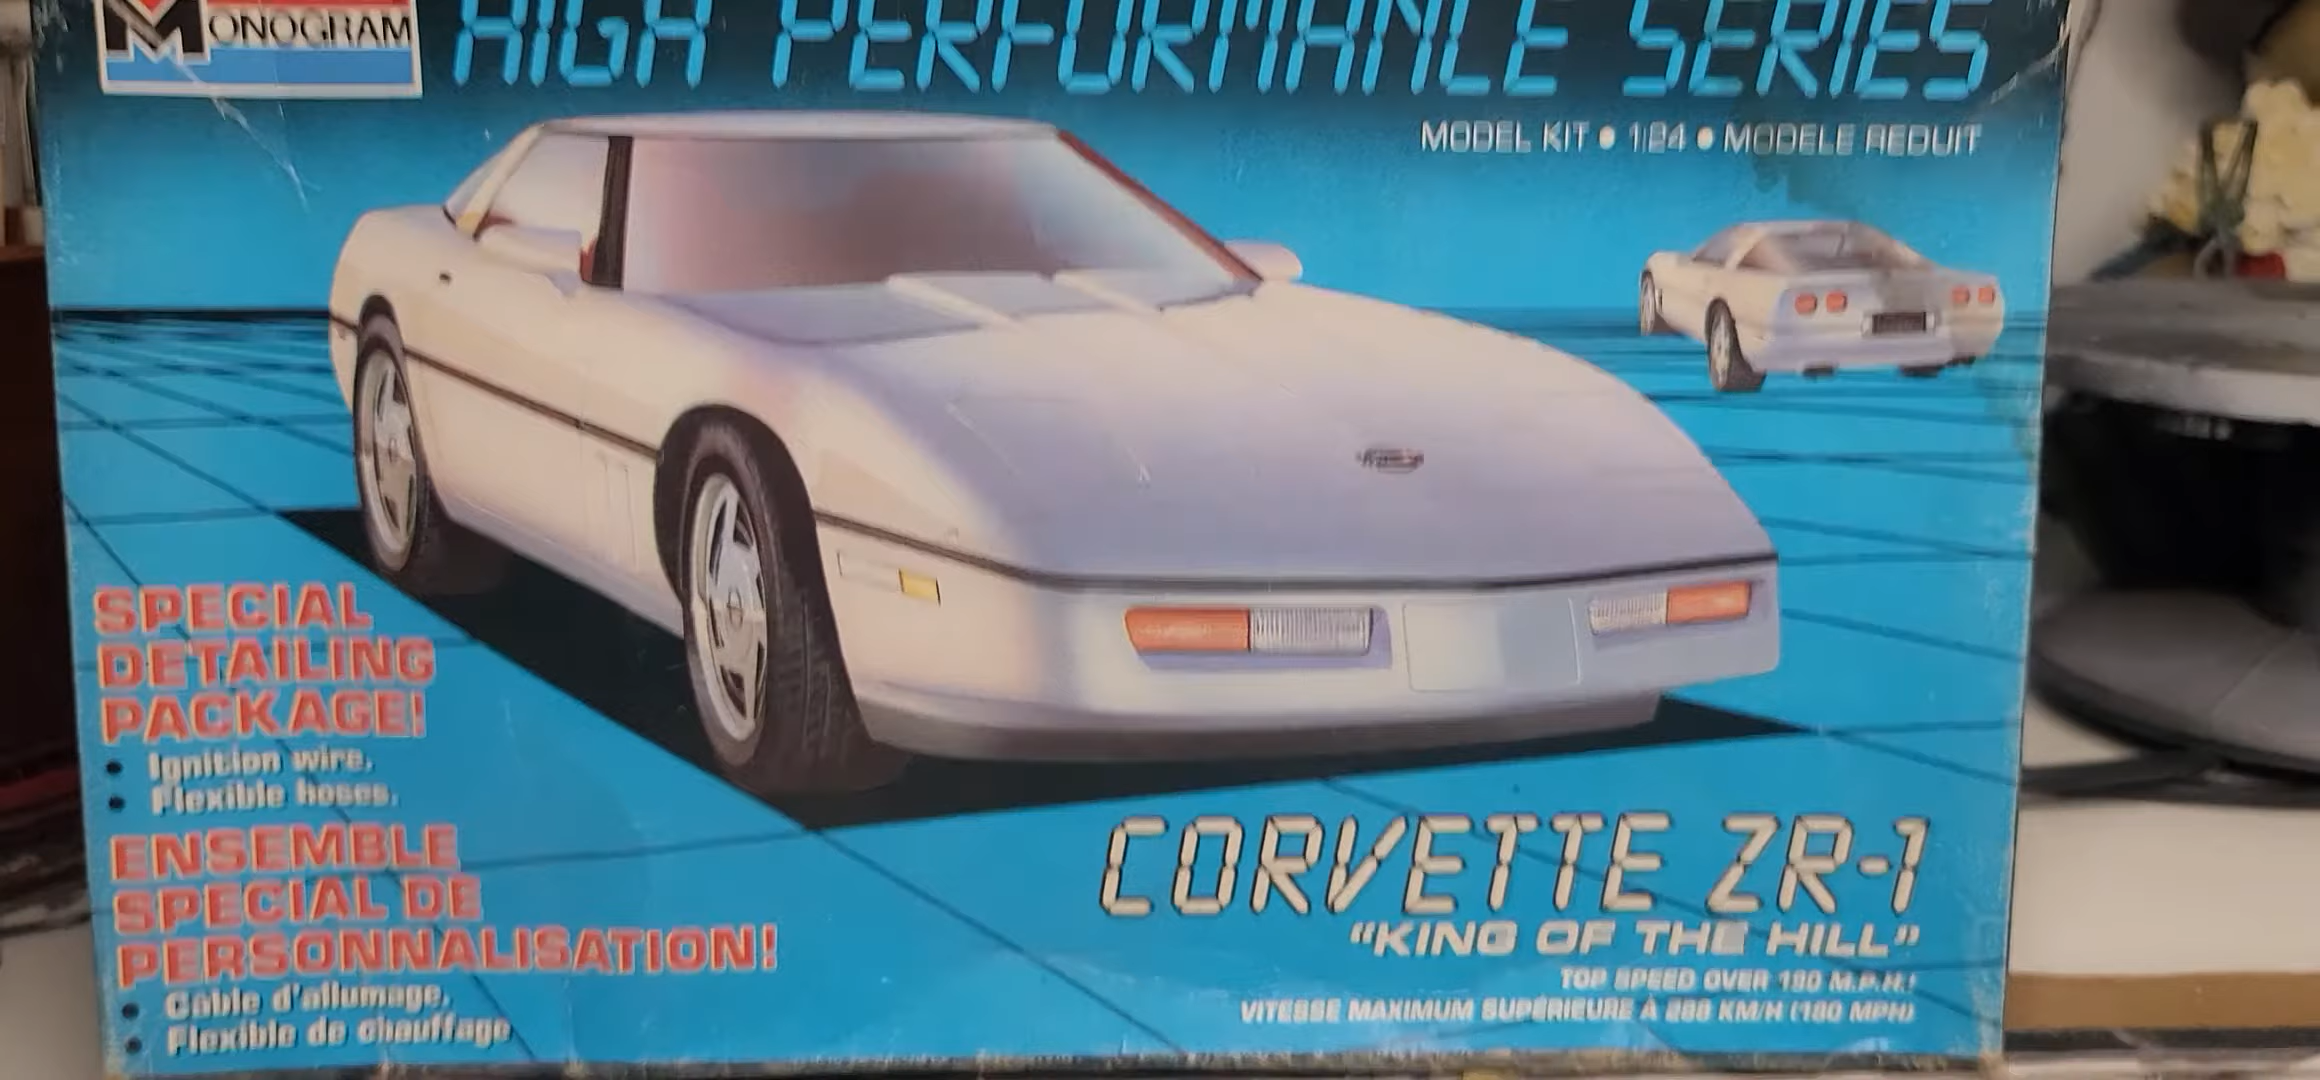 MONOGRAM
HIGH PERFORMANCE SERIES
MODEL KIT • 1:24 • MODELE REDUIT
SPECIAL
DETAILING
PACKAGE!
• Ignition wire.
• Flexible hoses.
ENSEMBLE
SPECIAL DE
PERSONNALISATION!
• Câble d'allumage.
• Flexible de chauffage
CORVETTE ZR-1
"KING OF THE HILL"
TOP SPEED OVER 180 M.P.H.!
VITESSE MAXIMUM SUPÉRIEURE À 288 KM/H (180 MPH)